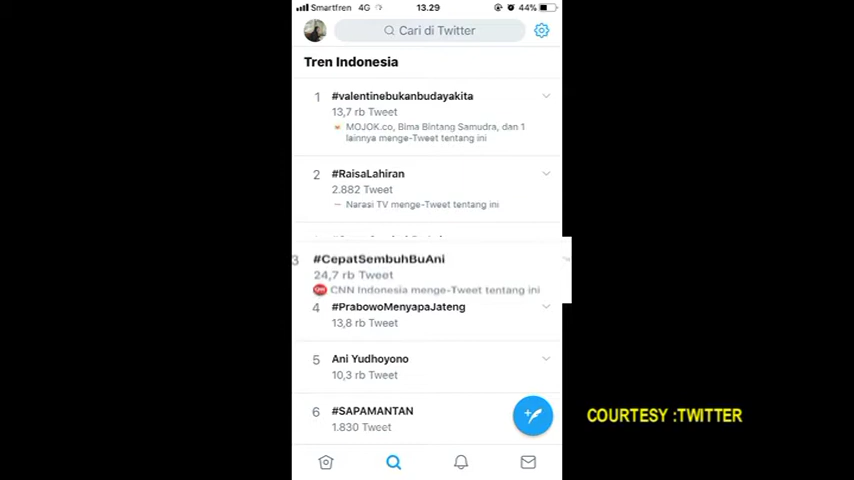 Smartfren 4G 13.29 44%
Cari di Twitter
Tren Indonesia
1 #valentinebukanbudayakita
13,7 rb Tweet
MOJOK.co, Bima Bintang Samudra, dan 1
lainnya menge-Tweet tentang ini
2 #RaisaLahiran
2.882 Tweet
Narasi TV menge-Tweet tentang ini
3 #CepatSembuhBuAni
24,7 rb Tweet
CNN Indonesia menge-Tweet tentang ini
4 #PrabowoMenyapaJateng
13,8 rb Tweet
5 Ani Yudhoyono
10,3 rb Tweet
6 #SAPAMANTAN
1.830 Tweet
COURTESY :TWITTER